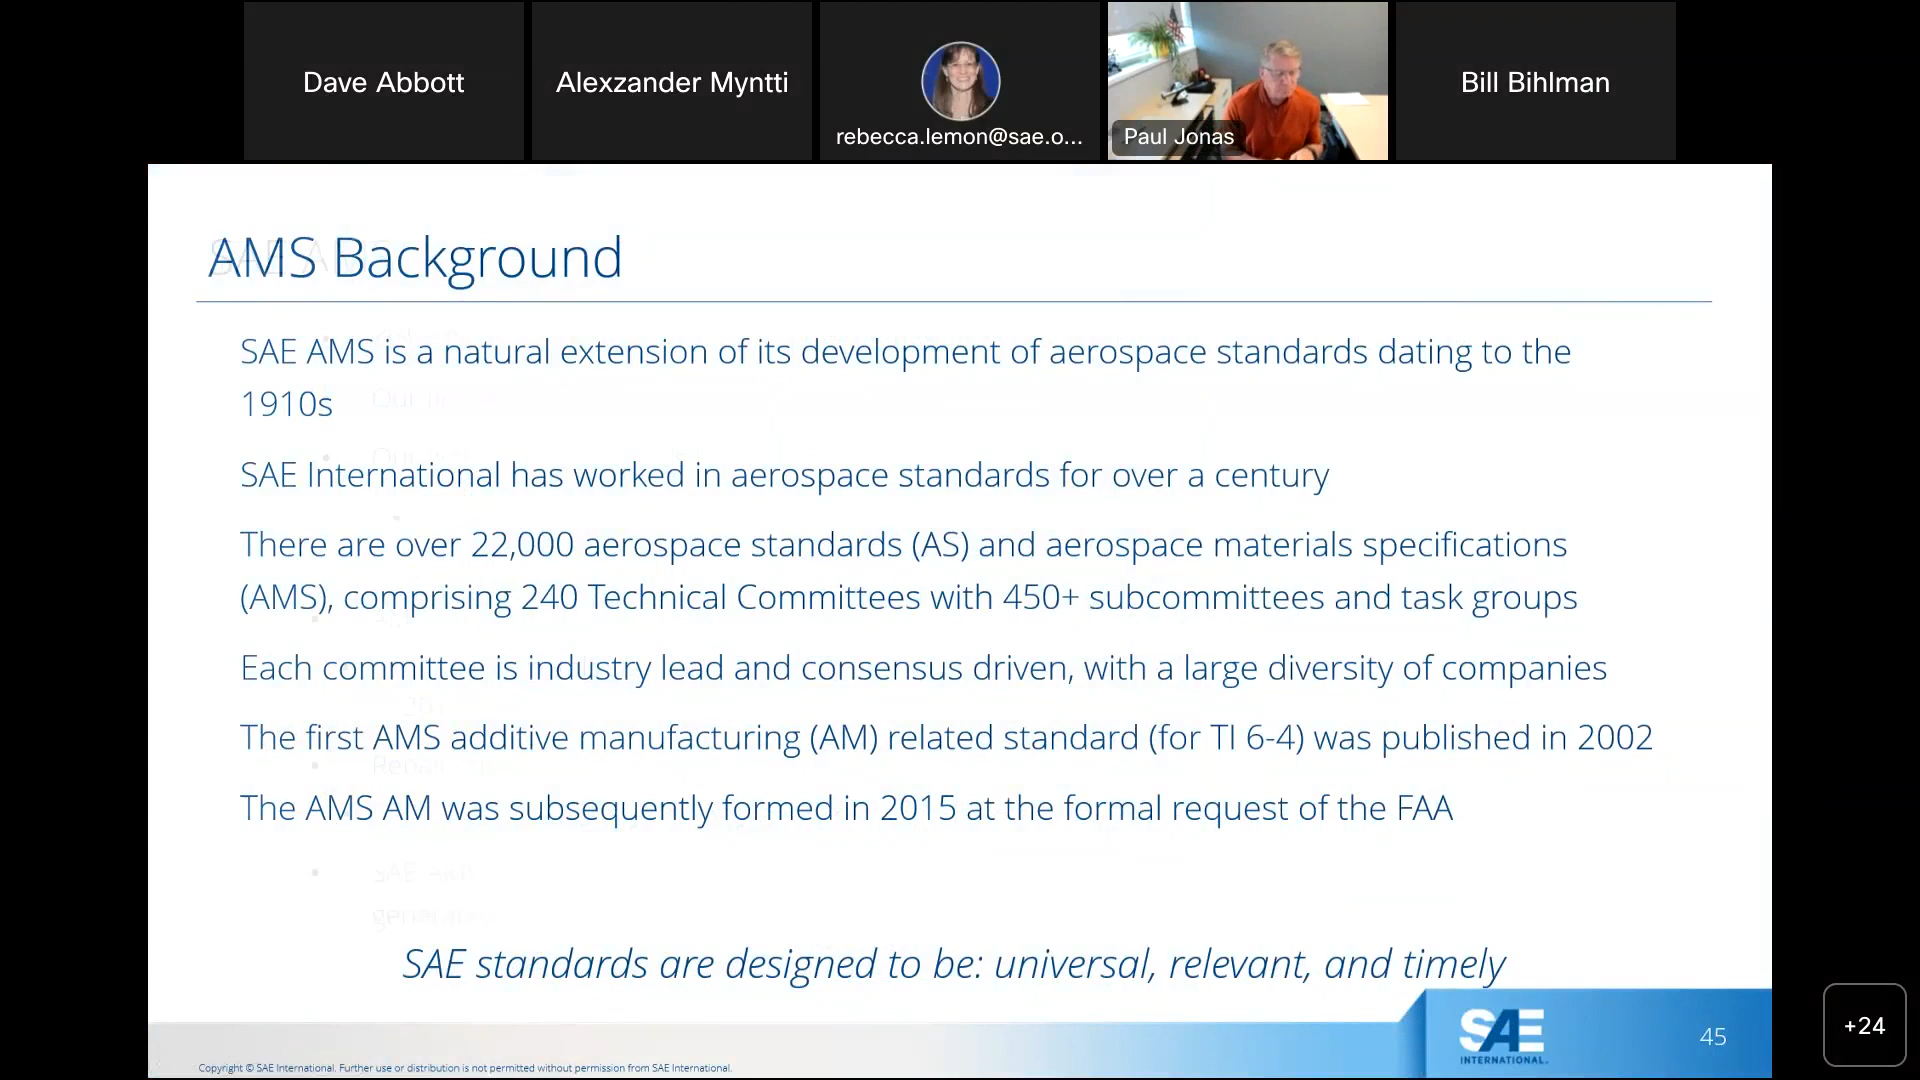 Dave Abbott
Alexzander Myntti
rebecca.lemon@sae.o...
Paul Jonas
Bill Bihlman
AMS Background
SAE AMS is a natural extension of its development of aerospace standards dating to the
1910s
SAE International has worked in aerospace standards for over a century
There are over 22,000 aerospace standards (AS) and aerospace materials specifications
(AMS), comprising 240 Technical Committees with 450+ subcommittees and task groups
Each committee is industry lead and consensus driven, with a large diversity of companies
The first AMS additive manufacturing (AM) related standard (for TI 6-4) was published in 2002
The AMS AM was subsequently formed in 2015 at the formal request of the FAA
SAE standards are designed to be: universal, relevant, and timely
SAE
INTERNATIONAL.
45
+24
Copyright © SAE International. Further use or distribution is not permitted without permission from SAE International.